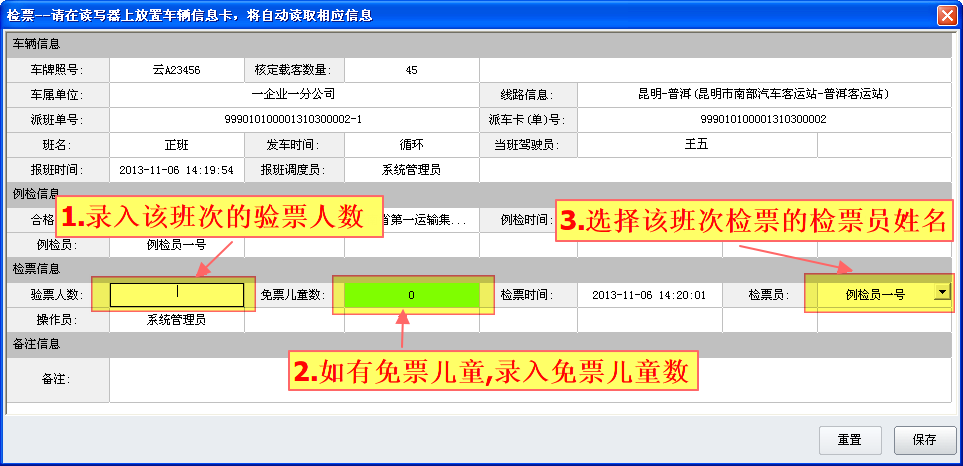 检票--请在读写器上放置车辆信息卡，将自动读取相应信息
车辆信息
车牌照号: 云A23456 核定载客数量: 45
车属单位: 一企业一分公司 线路信息: 昆明-普洱(昆明市南部汽车客运站-普洱客运站)
派班单号: 999010100001310300002-1 派车卡(单)号: 999010100001310300002
班名: 正班 发车时间: 循环 当班驾驶员: 王五
报班时间: 2013-11-06 14:19:54 报班调度员: 系统管理员
例检信息
1.录入该班次的验票人数
合格 省第一运输集... 例检时间:
3.选择该班次检票的检票员姓名
例检员: 例检员一号
检票信息
验票人数: 免票儿童数: 0 检票时间: 2013-11-06 14:20:01 检票员: 例检员一号
操作员: 系统管理员
备注信息
2.如有免票儿童,录入免票儿童数
备注:
重置 保存